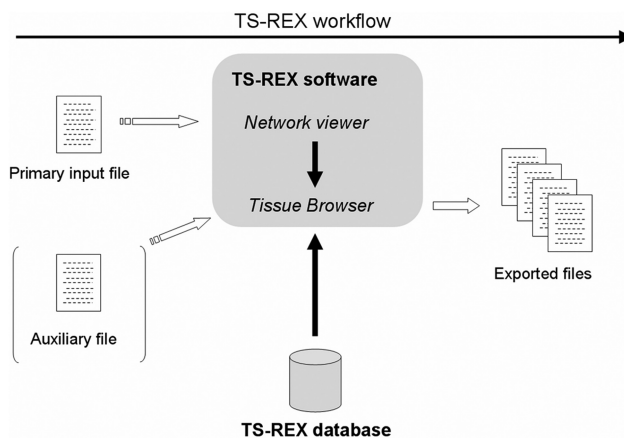 TS-REX workflow
TS-REX software
Network viewer
Primary input file
Tissue Browser
Exported files
Auxiliary file
TS-REX database